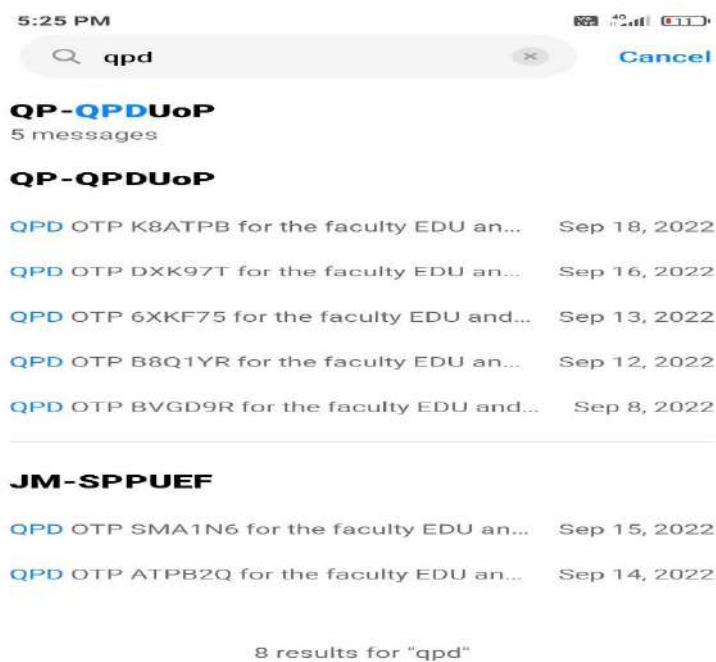 5:25 PM
4G 11
qpd Cancel
QP-QPDUoP
5 messages
QP-QPDUoP
QPD OTP K8ATPB for the faculty EDU an... Sep 18, 2022
QPD OTP DXK97T for the faculty EDU an... Sep 16, 2022
QPD OTP 6XKF75 for the faculty EDU and... Sep 13, 2022
QPD OTP B8Q1YR for the faculty EDU an... Sep 12, 2022
QPD OTP BVGD9R for the faculty EDU and... Sep 8, 2022
JM-SPPUEF
QPD OTP SMA1N6 for the faculty EDU an... Sep 15, 2022
QPD OTP ATPB2Q for the faculty EDU an... Sep 14, 2022
8 results for "qpd"